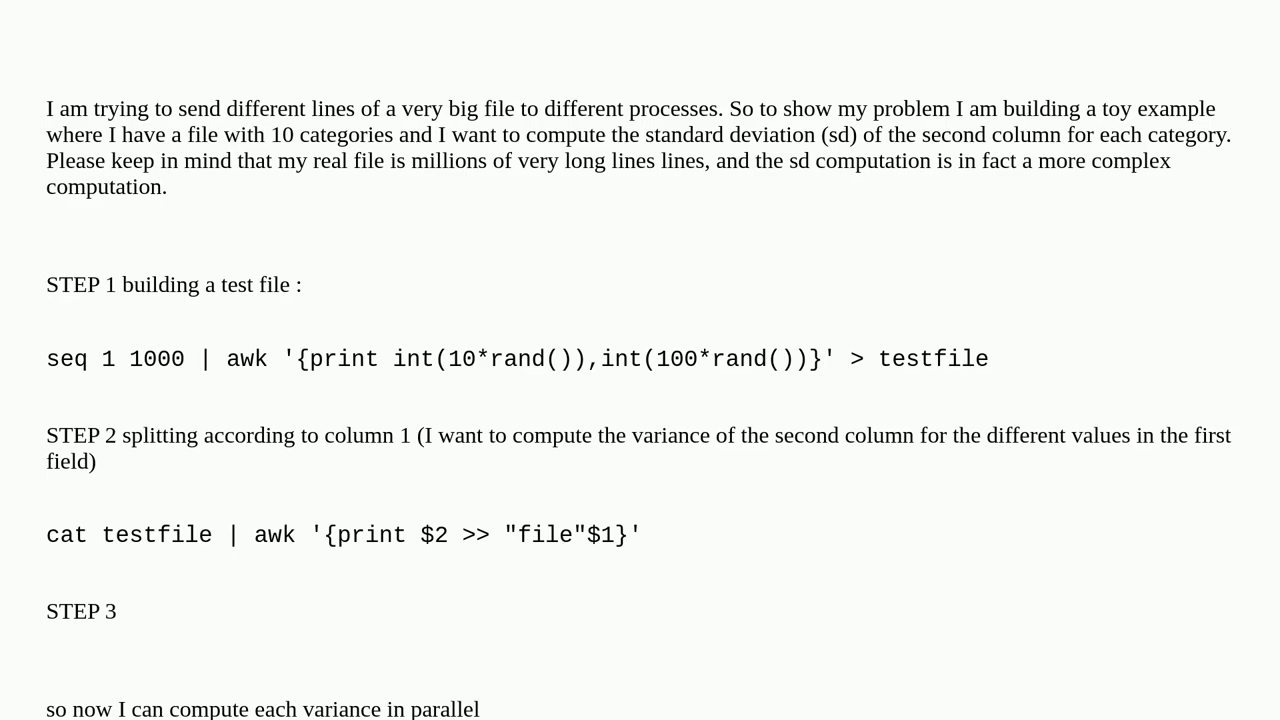 I am trying to send different lines of a very big file to different processes. So to show my problem I am building a toy example
where I have a file with 10 categories and I want to compute the standard deviation (sd) of the second column for each category.
Please keep in mind that my real file is millions of very long lines lines, and the sd computation is in fact a more complex
computation.
STEP 1 building a test file :
seq 1 1000 | awk '{print int(10*rand()),int(100*rand())}' > testfile
STEP 2 splitting according to column 1 (I want to compute the variance of the second column for the different values in the first
field)
cat testfile | awk '{print $2 >> "file"$1}'
STEP 3
so now I can compute each variance in parallel